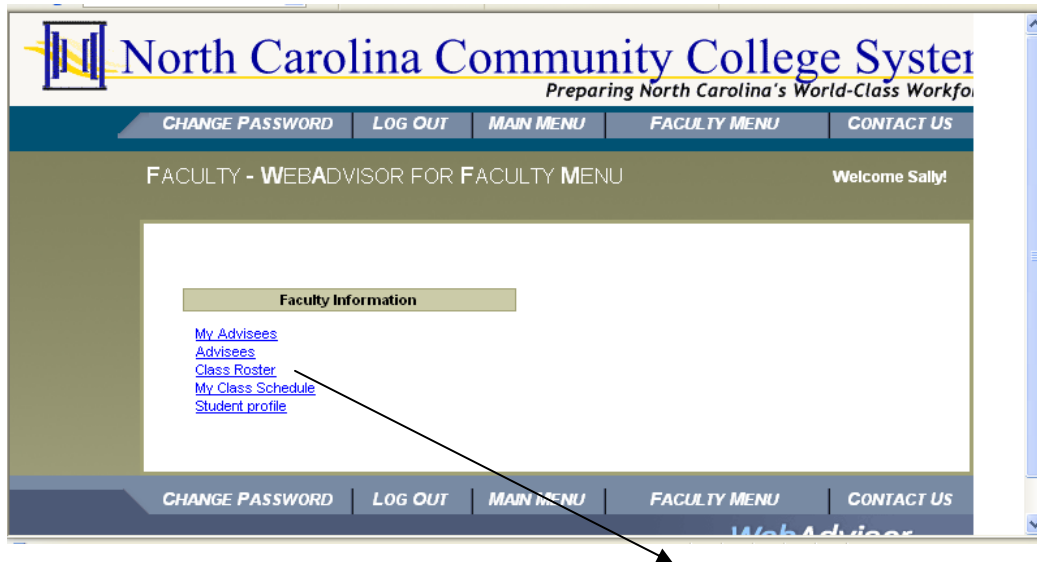 North Carolina Community College System
Preparing North Carolina's World-Class Workfo
CHANGE PASSWORD LOG OUT MAIN MENU FACULTY MENU CONTACT US
FACULTY - WEBADVISOR FOR FACULTY MENU Welcome Sally!
Faculty Information
My Advisees
Advisees
Class Roster
My Class Schedule
Student profile
CHANGE PASSWORD LOG OUT MAIN MENU FACULTY MENU CONTACT US
WebAdvisor